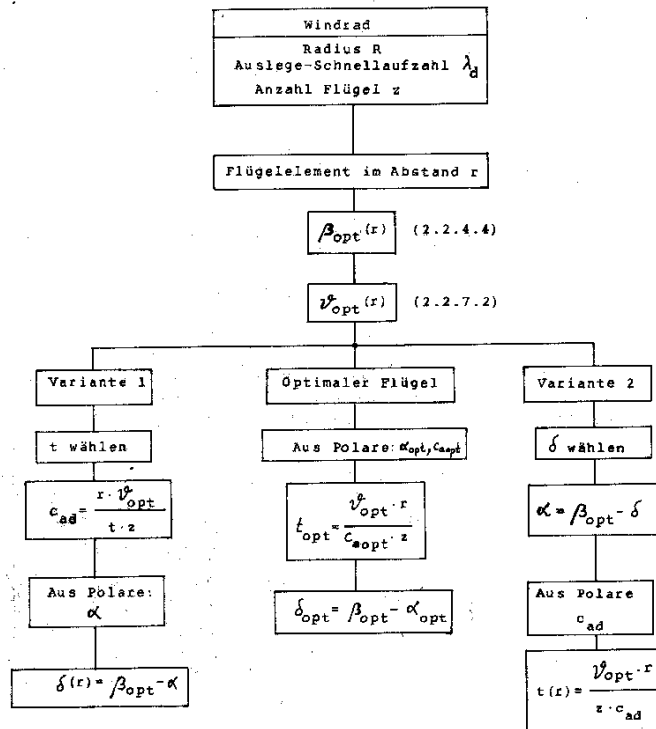 Windrad
Radius R
Auslege-Schnellaufzahl λd
Anzahl Flügel z
Flügelelement im Abstand r
βopt(r) (2.2.4.4)
ϑopt(r) (2.2.7.2)
Variante 1
t wählen
cad = r · ϑopt / t · z
Aus Polare:
α
δ(r) = βopt - α
Optimaler Flügel
Aus Polare: αopt, caopt
topt = ϑopt · r / caopt · z
δopt = βopt - αopt
Variante 2
δ wählen
α = βopt - δ
Aus Polare
cad
t(r) = ϑopt · r / z · cad